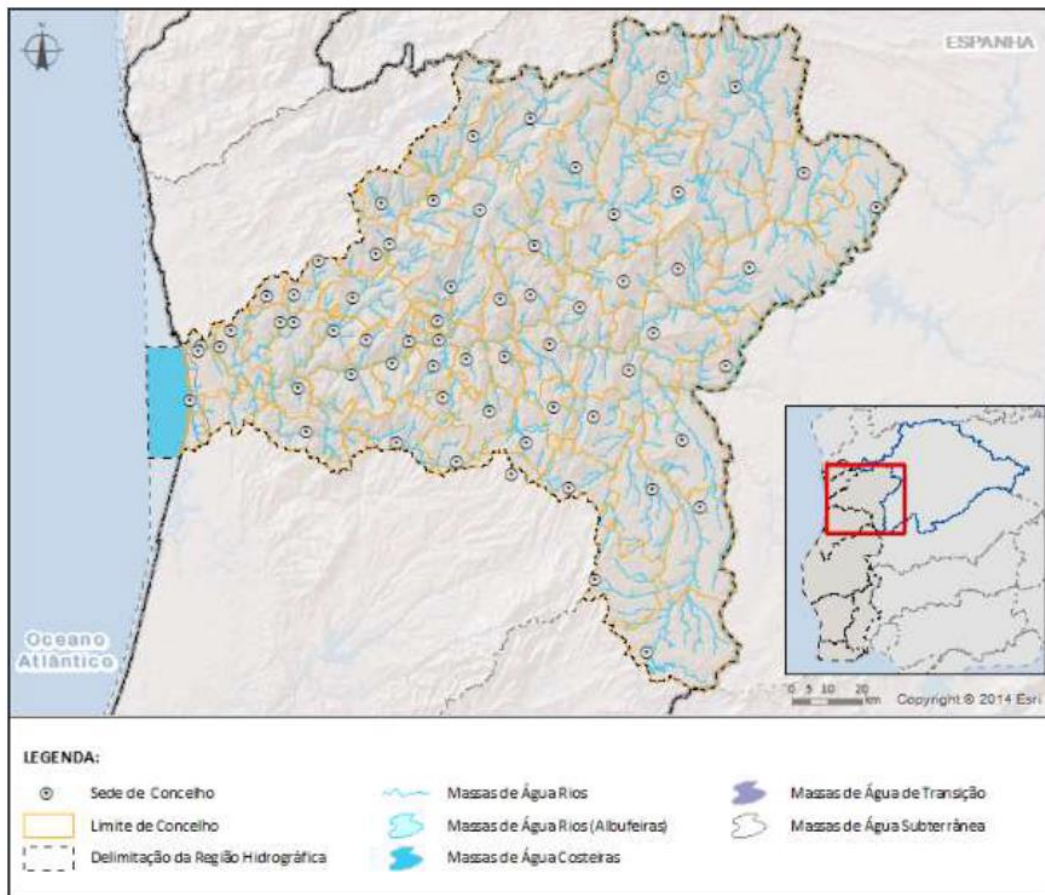 N
ESPANHA
Oceano
Atlântico
0 5 10 20
km
Copyright:© 2014 Esri
LEGENDA:
Sede de Concelho
Limite de Concelho
Delimitação da Região Hidrográfica
Massas de Água Rios
Massas de Água Rios (Albufeiras)
Massas de Água Costeiras
Massas de Água de Transição
Massas de Água Subterrânea